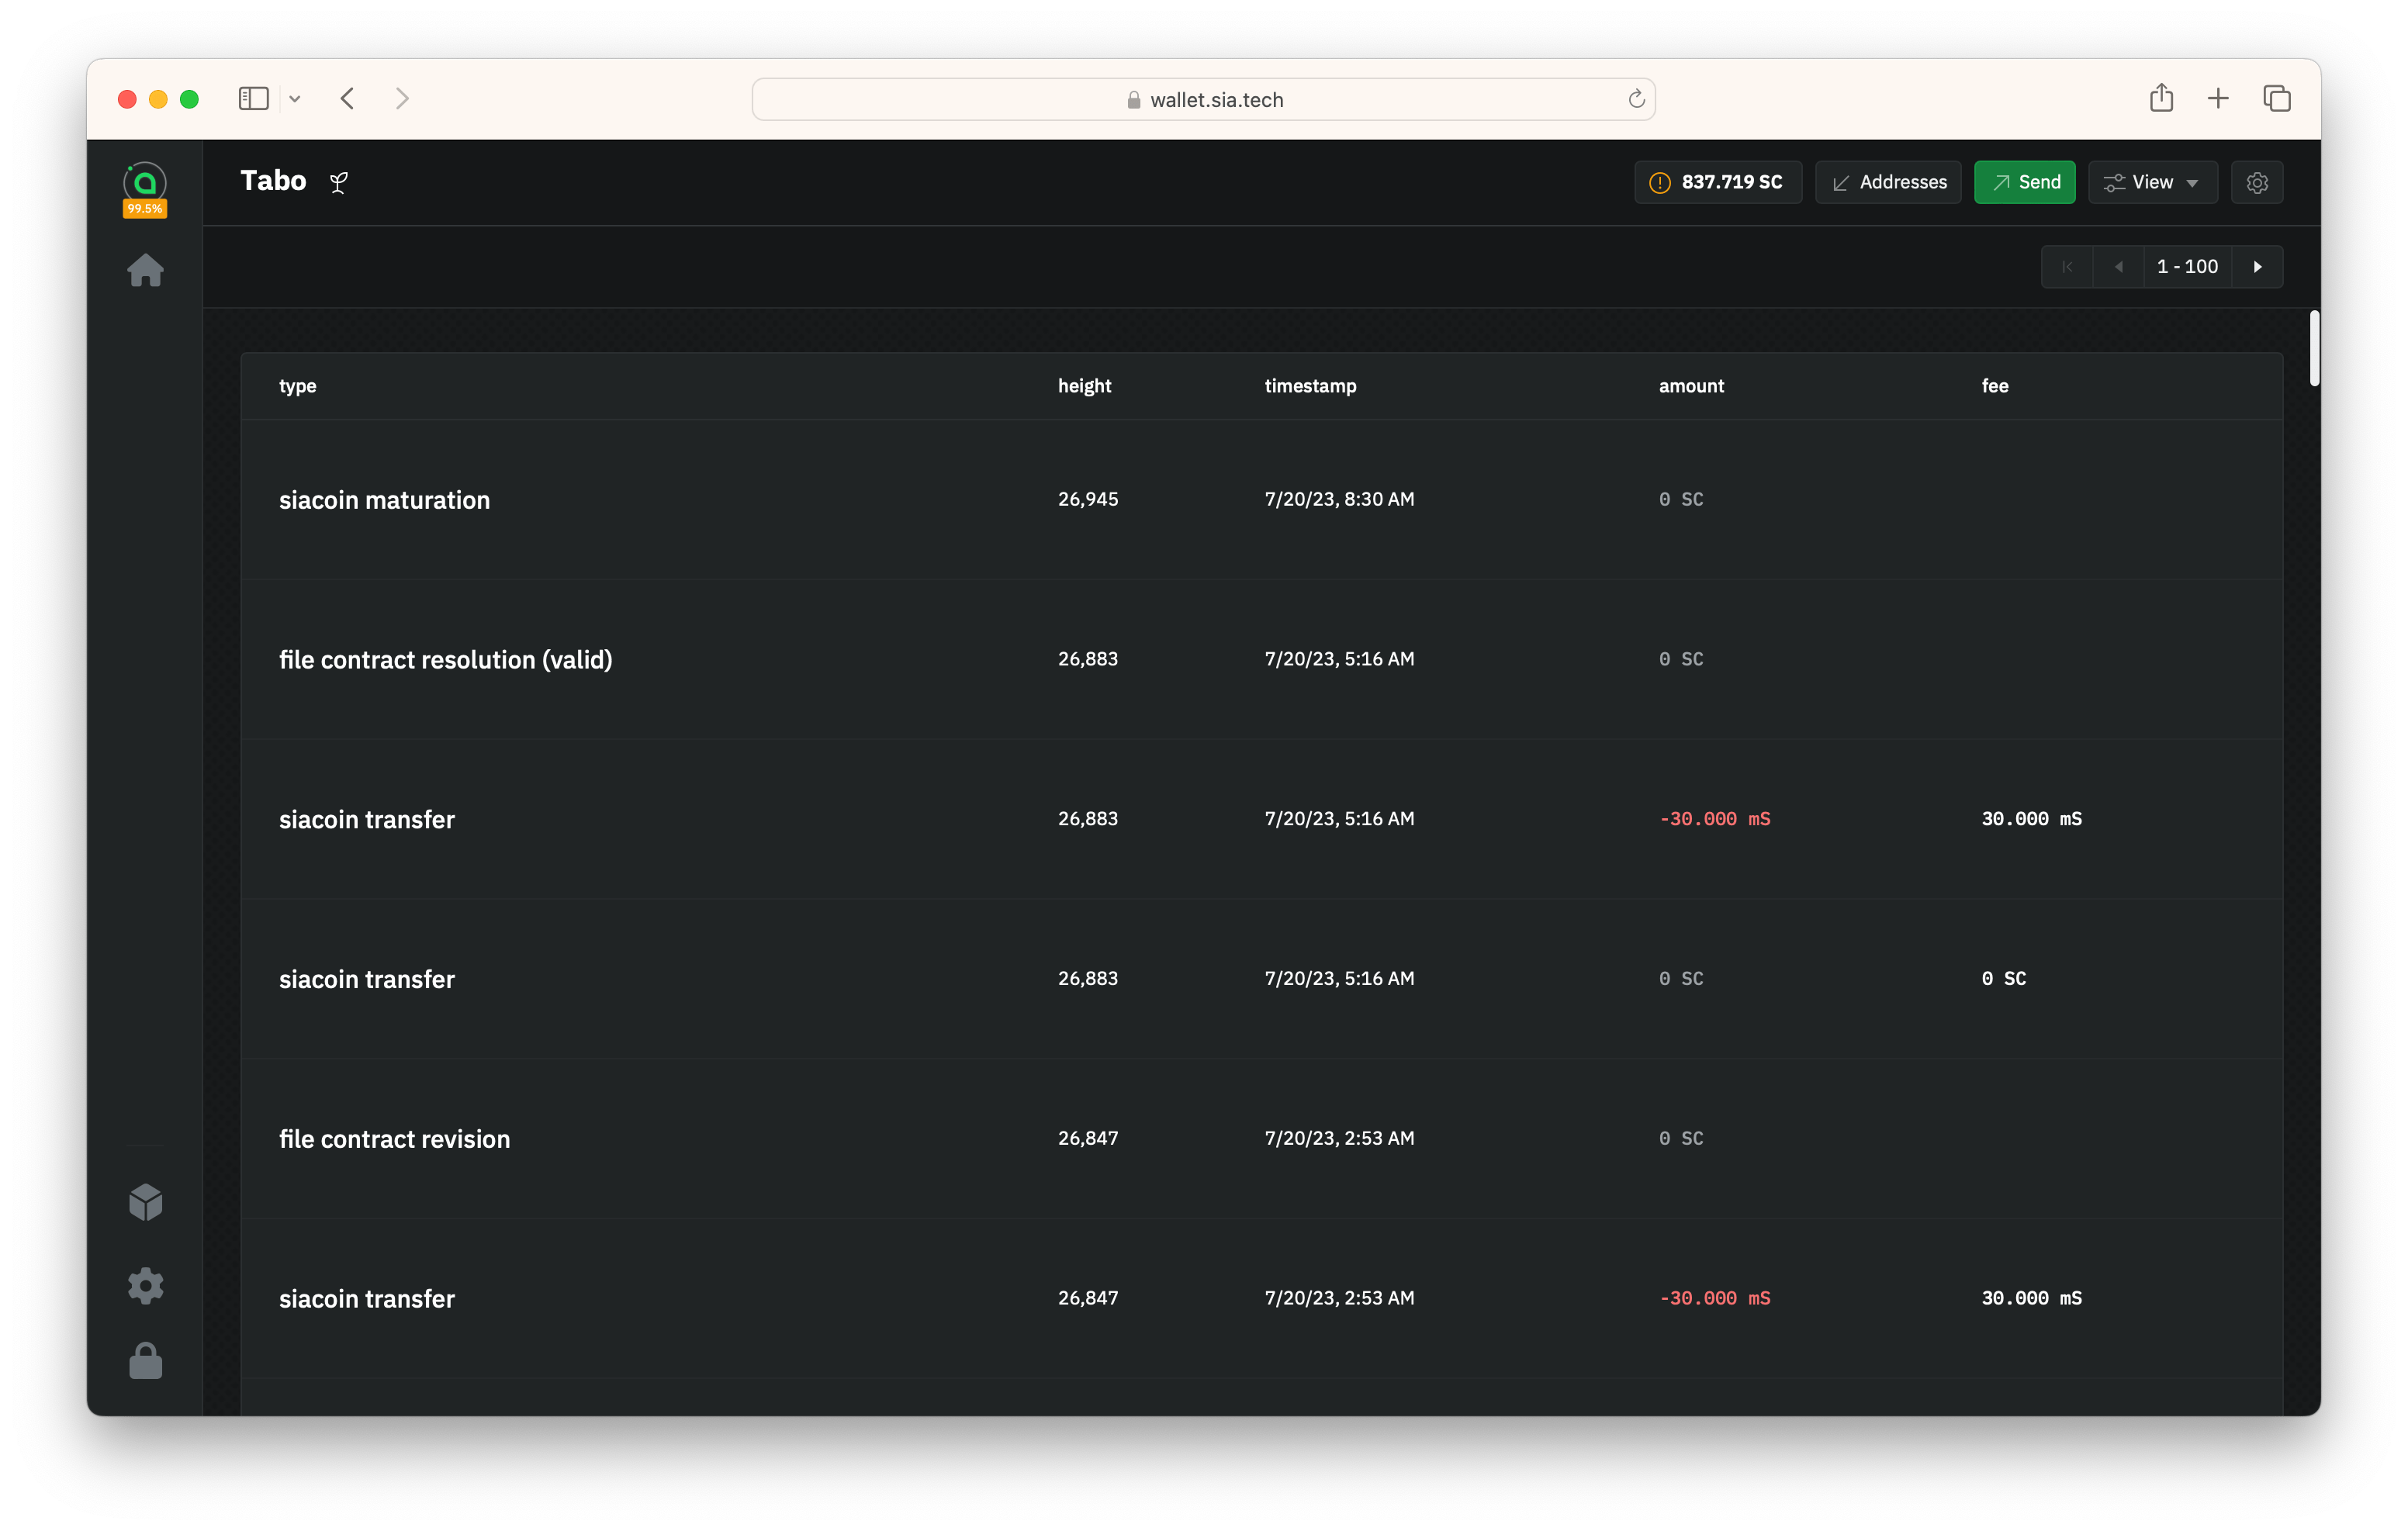 wallet.sia.tech
99.5%
Tabo
837.719 SC
Addresses
Send
View
1 - 100
type height timestamp amount fee
siacoin maturation 26,945 7/20/23, 8:30 AM 0 SC
file contract resolution (valid) 26,883 7/20/23, 5:16 AM 0 SC
siacoin transfer 26,883 7/20/23, 5:16 AM -30.000 mS 30.000 mS
siacoin transfer 26,883 7/20/23, 5:16 AM 0 SC 0 SC
file contract revision 26,847 7/20/23, 2:53 AM 0 SC
siacoin transfer 26,847 7/20/23, 2:53 AM -30.000 mS 30.000 mS